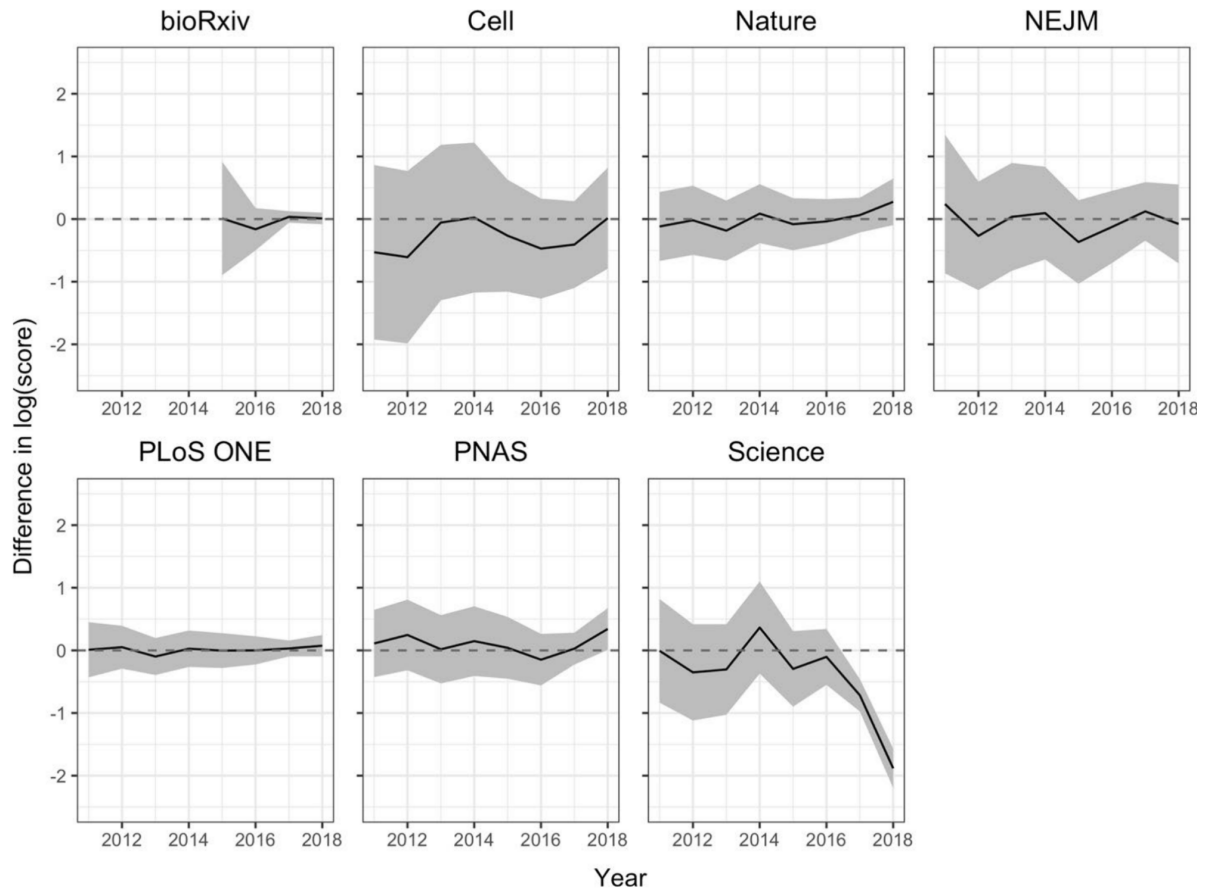 bioRxiv Cell Nature NEJM
2
1
0
-1
-2
2012 2014 2016 2018 2012 2014 2016 2018 2012 2014 2016 2018 2012 2014 2016 2018
PLoS ONE PNAS Science
2
1
0
-1
-2
2012 2014 2016 2018 2012 2014 2016 2018 2012 2014 2016 2018
Difference in log(score)
Year